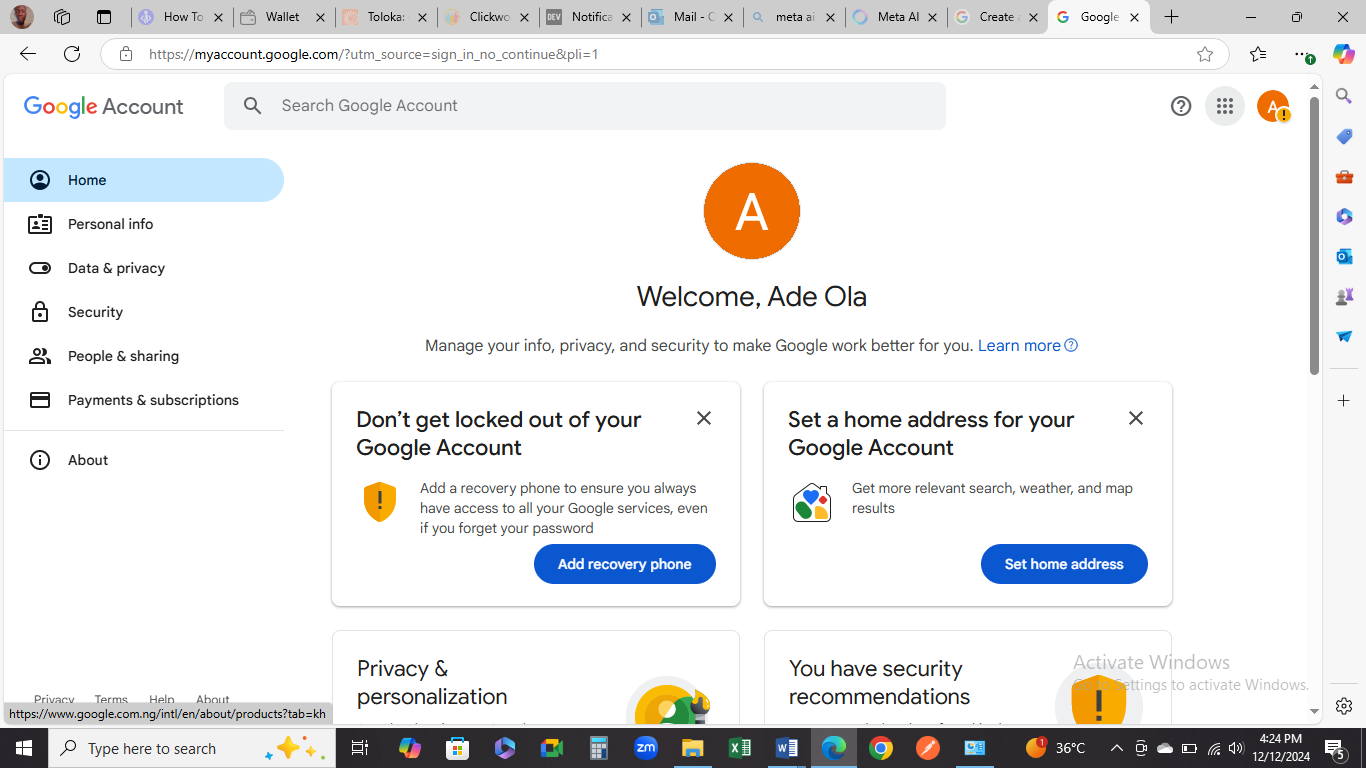 How To
Wallet
Toloka:
Clickwo
DEV
Notifica
Mail - C
meta ai
Meta AI
Create
Google
https://myaccount.google.com/?utm_source=sign_in_no_continue&pli=1
Google Account
Search Google Account
A
Home
Personal info
Data & privacy
Security
People & sharing
Payments & subscriptions
About
A
Welcome, Ade Ola
Manage your info, privacy, and security to make Google work better for you. Learn more
Don’t get locked out of your
Google Account
Add a recovery phone to ensure you always
have access to all your Google services, even
if you forget your password
Add recovery phone
Set a home address for your
Google Account
Get more relevant search, weather, and map
results
Set home address
Privacy &
personalization
You have security
recommendations
Activate Windows
Go to Settings to activate Windows.
Privacy Terms Help About
https://www.google.com.ng/intl/en/about/products?tab=kh
Type here to search
zm
1
36°C
4:24 PM
12/12/2024
5